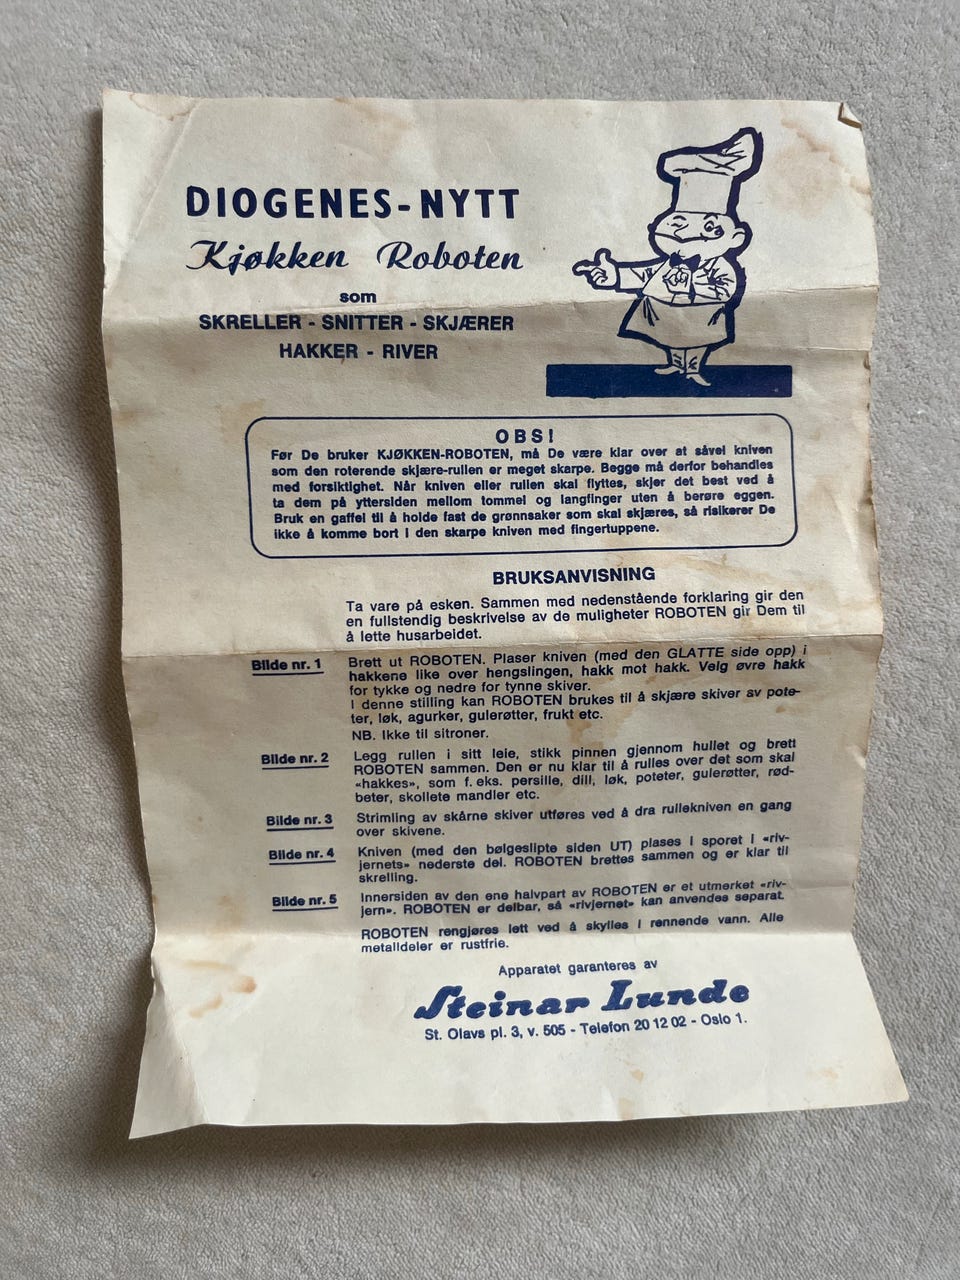 DIOGENES-NYTT
Kjøkken Roboten
som
SKRELLER - SNITTER - SKJÆRER
HAKKER - RIVER
OBS!
Før De bruker KJØKKEN-ROBOTEN, må De være klar over at såvel kniven
som den roterende skjære-rullen er meget skarpe. Begge må derfor behandles
med forsiktighet. Når kniven eller rullen skal flyttes, skjer det best ved å
ta dem på yttersiden mellom tommel og langfinger uten å berøre eggen.
Bruk en gaffel til å holde fast de grønnsaker som skal skjæres, så risikerer De
ikke å komme bort i den skarpe kniven med fingertuppene.
BRUKSANVISNING
Ta vare på esken. Sammen med nedenstående forklaring gir den
en fullstendig beskrivelse av de muligheter ROBOTEN gir Dem til
å lette husarbeidet.
Bilde nr. 1 Brett ut ROBOTEN. Plaser kniven (med den GLATTE side opp) i
hakkene like over hengslingen, hakk mot hakk. Velg øvre hakk
for tykke og nedre for tynne skiver.
I denne stilling kan ROBOTEN brukes til å skjære skiver av pote-
ter, løk, agurker, gulerøtter, frukt etc.
NB. Ikke til sitroner.
Bilde nr. 2 Legg rullen i sitt leie, stikk pinnen gjennom hullet og brett
ROBOTEN sammen. Den er nu klar til å rulles over det som skal
«hakkes», som f. eks. persille, dill, løk, poteter, gulerøtter, rød-
beter, skollete mandler etc.
Bilde nr. 3 Strimling av skårne skiver utføres ved å dra rullekniven en gang
over skivene.
Bilde nr. 4 Kniven (med den bølgeslipte siden UT) plases i sporet i «riv-
jernets» nederste del. ROBOTEN brettes sammen og er klar til
skrelling.
Bilde nr. 5 Innersiden av den ene halvpart av ROBOTEN er et utmerket «riv-
jern». ROBOTEN er delbar, så «rivjernet» kan anvendes separat.
ROBOTEN rengjøres lett ved å skylles i rennende vann. Alle
metalldeler er rustfrie.
Apparatet garanteres av
Steinar Lunde
St. Olavs pl. 3, v. 505 - Telefon 20 12 02 - Oslo 1.